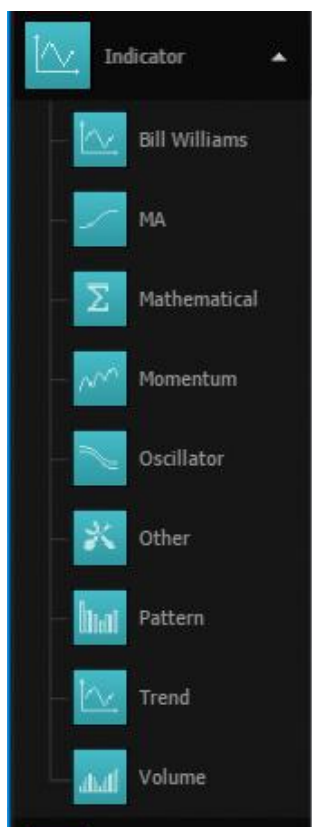 Indicator
Bill Williams
MA
Mathematical
Momentum
Oscillator
Other
Pattern
Trend
Volume